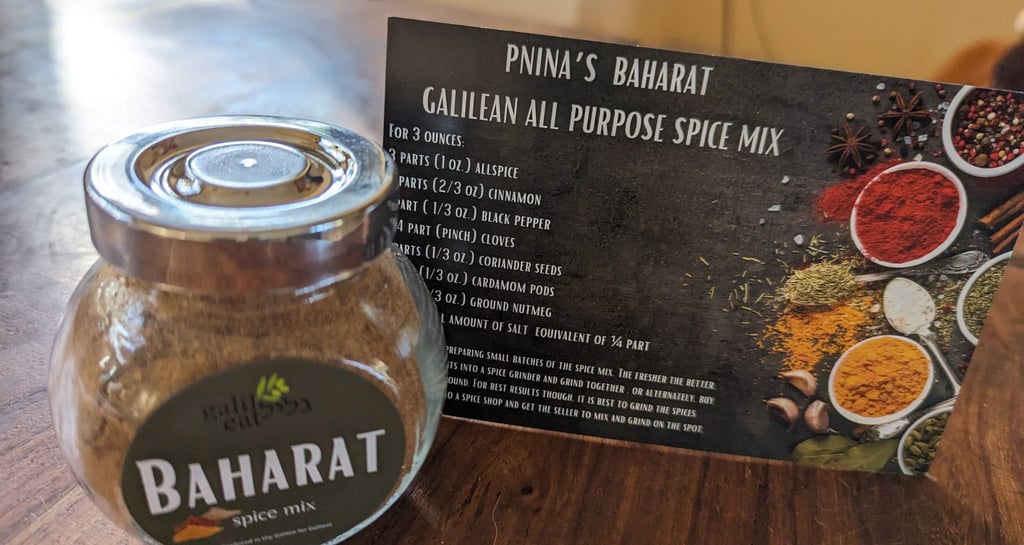 PNINA'S BAHARAT
GALILEAN ALL PURPOSE SPICE MIX
FOR 3 OUNCES:
3 PARTS (1 OZ.) ALLSPICE
PARTS (2/3 OZ) CINNAMON
PART ( 1/3 OZ.) BLACK PEPPER
4 PART (PINCH) CLOVES
PARTS (1/3 OZ.) CORIANDER SEEDS
(1/3 OZ.) CARDAMOM PODS
/3 OZ.) GROUND NUTMEG
AMOUNT OF SALT EQUIVALENT OF ¼ PART
PREPARING SMALL BATCHES OF THE SPICE MIX. THE FRESHER THE BETTER.
INTO A SPICE GRINDER AND GRIND TOGETHER OR ALTERNATELY, BUY
FOR BEST RESULTS THOUGH, IT IS BEST TO GRIND THE SPICES
O A SPICE SHOP AND GET THE SELLER TO MIX AND GRIND ON THE SPOT.
galil
eat
BAHARAT
spice mix